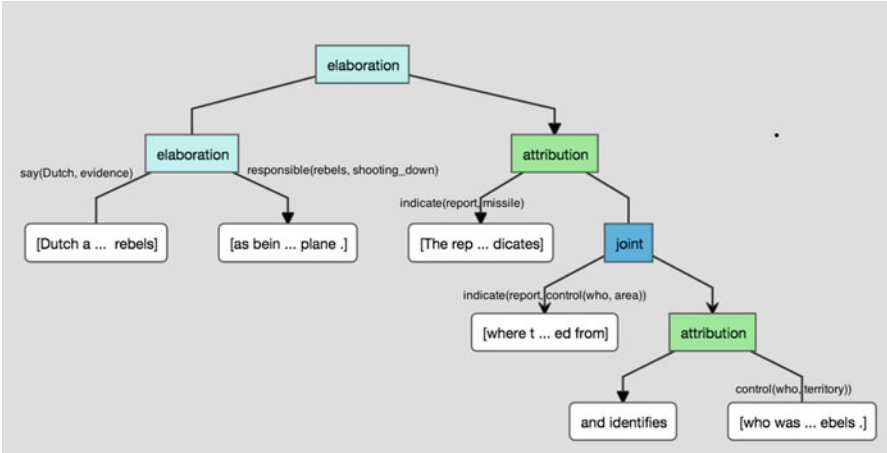 elaboration
elaboration
attribution
say(Dutch, evidence)
responsible(rebels, shooting_down)
indicate(report, missile)
[Dutch a ... rebels]
[as bein ... plane .]
[The rep ... dicates]
joint
indicate(report, control(who, area))
[where t ... ed from]
attribution
control(who, territory))
and identifies
[who was ... ebels .]